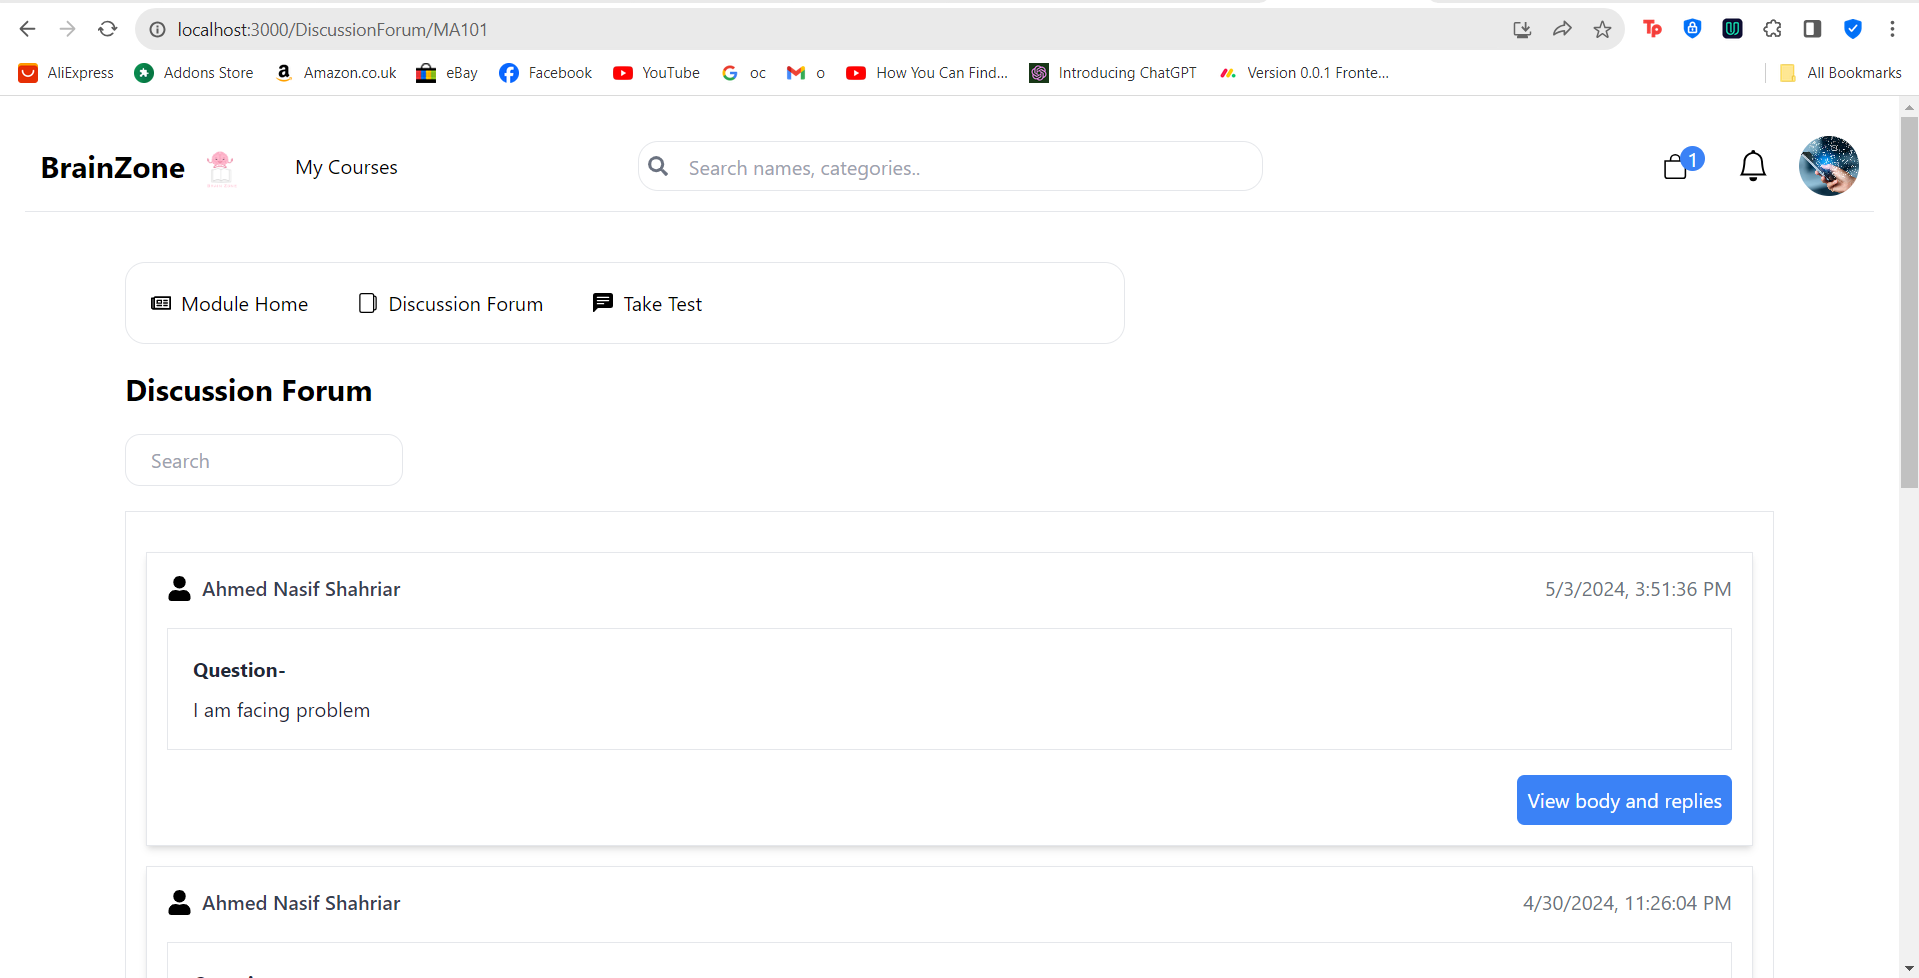 localhost:3000/DiscussionForum/MA101
AliExpress Addons Store Amazon.co.uk eBay Facebook YouTube oc o How You Can Find... Introducing ChatGPT Version 0.0.1 Fronte... All Bookmarks
BrainZone My Courses Search names, categories.. 1
Module Home Discussion Forum Take Test
Discussion Forum
Search
Ahmed Nasif Shahriar 5/3/2024, 3:51:36 PM
Question-
I am facing problem
View body and replies
Ahmed Nasif Shahriar 4/30/2024, 11:26:04 PM